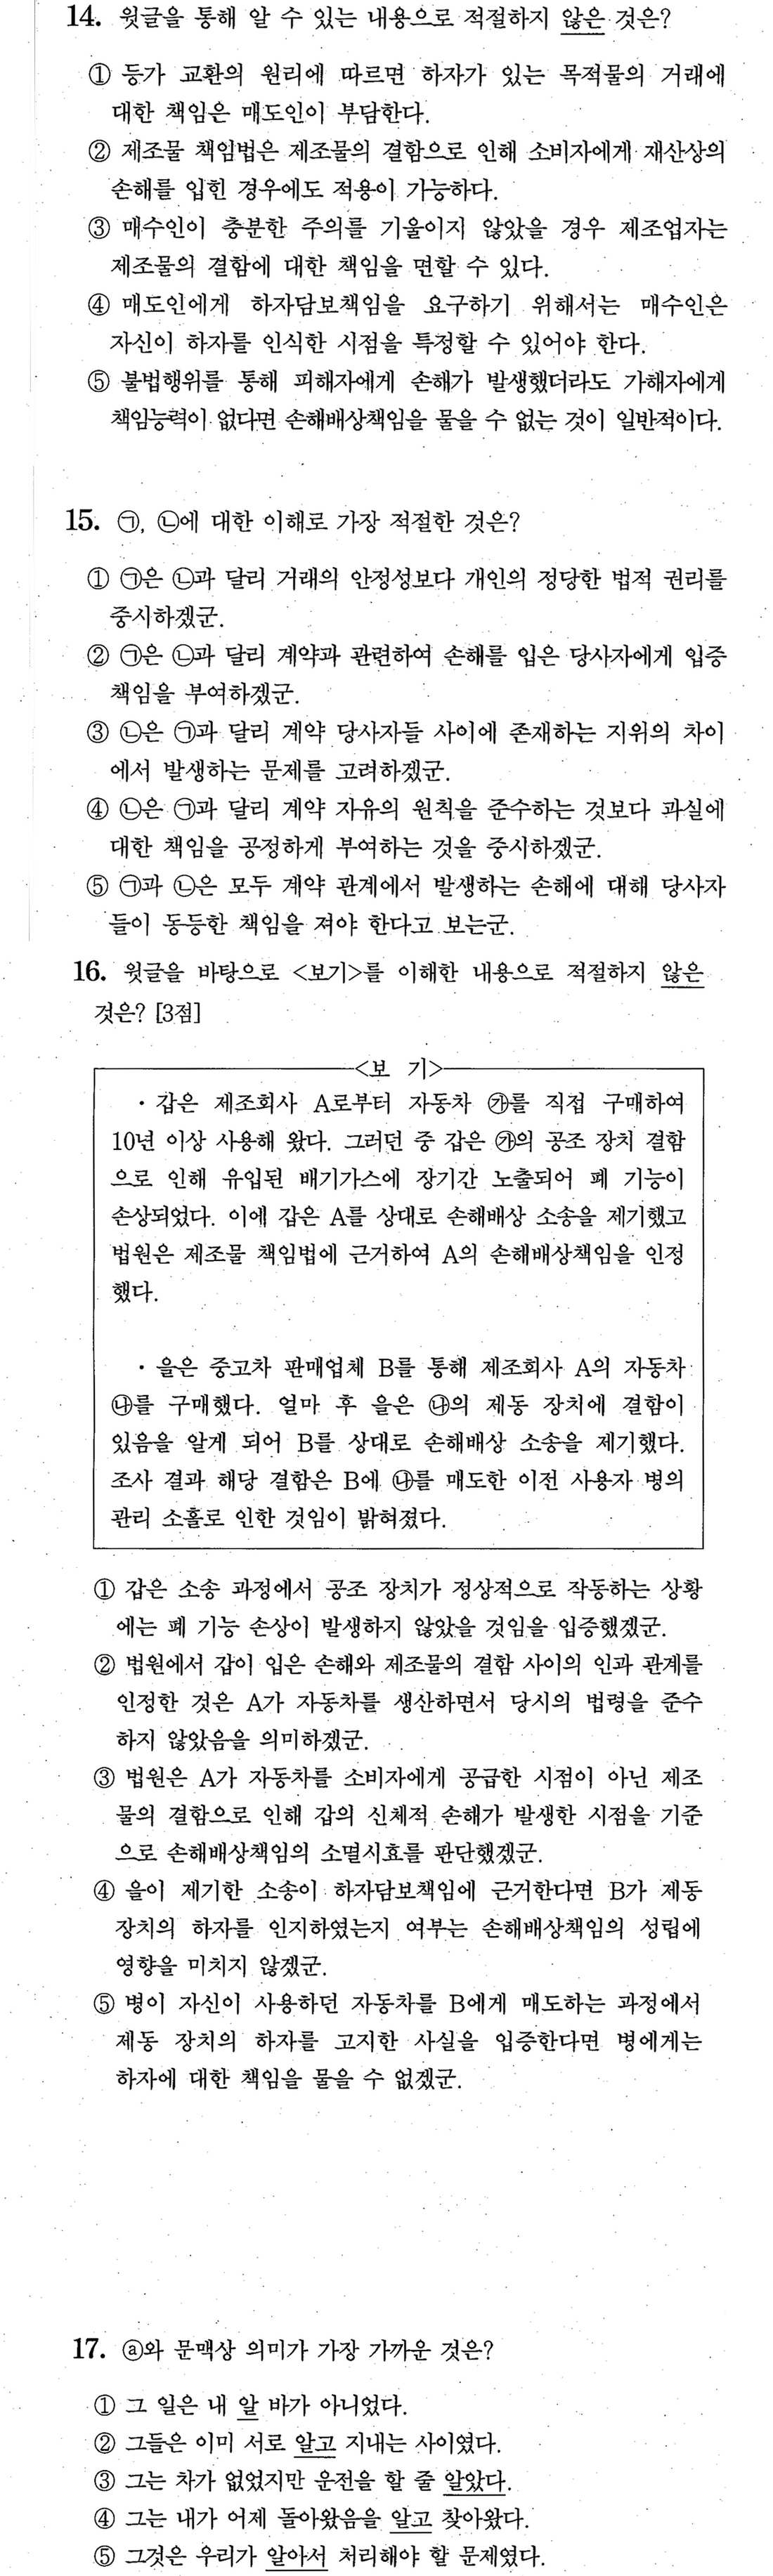 14. 윗글을 통해 알 수 있는 내용으로 적절하지 않은 것은?
① 등가 교환의 원리에 따르면 하자가 있는 목적물의 거래에
대한 책임은 매도인이 부담한다.
② 제조물 책임법은 제조물의 결함으로 인해 소비자에게 재산상의
손해를 입힌 경우에도 적용이 가능하다.
③ 매수인이 충분한 주의를 기울이지 않았을 경우 제조업자는
제조물의 결함에 대한 책임을 면할 수 있다.
④ 매도인에게 하자담보책임을 요구하기 위해서는 매수인은
자신이 하자를 인식한 시점을 특정할 수 있어야 한다.
⑤ 불법행위를 통해 피해자에게 손해가 발생했더라도 가해자에게
책임능력이 없다면 손해배상책임을 물을 수 없는 것이 일반적이다.
15. ㉠, ㉡에 대한 이해로 가장 적절한 것은?
① ㉠은 ㉡과 달리 거래의 안정성보다 개인의 정당한 법적 권리를
중시하겠군.
② ㉠은 ㉡과 달리 계약과 관련하여 손해를 입은 당사자에게 입증
책임을 부여하겠군.
③ ㉡은 ㉠과 달리 계약 당사자들 사이에 존재하는 지위의 차이
에서 발생하는 문제를 고려하겠군.
④ ㉡은 ㉠과 달리 계약 자유의 원칙을 준수하는 것보다 과실에
대한 책임을 공정하게 부여하는 것을 중시하겠군.
⑤ ㉠과 ㉡은 모두 계약 관계에서 발생하는 손해에 대해 당사자
들이 동등한 책임을 져야 한다고 보는군.
16. 윗글을 바탕으로 <보기>를 이해한 내용으로 적절하지 않은
것은? [3점]
<보 기>
· 갑은 제조회사 A로부터 자동차 ㉮를 직접 구매하여
10년 이상 사용해 왔다. 그러던 중 갑은 ㉮의 공조 장치 결함
으로 인해 유입된 배기가스에 장기간 노출되어 폐 기능이
손상되었다. 이에 갑은 A를 상대로 손해배상 소송을 제기했고
법원은 제조물 책임법에 근거하여 A의 손해배상책임을 인정
했다.
· 을은 중고차 판매업체 B를 통해 제조회사 A의 자동차
㉯를 구매했다. 얼마 후 을은 ㉯의 제동 장치에 결함이
있음을 알게 되어 B를 상대로 손해배상 소송을 제기했다.
조사 결과 해당 결함은 B에 ㉯를 매도한 이전 사용자 병의
관리 소홀로 인한 것임이 밝혀졌다.
① 갑은 소송 과정에서 공조 장치가 정상적으로 작동하는 상황
에는 폐 기능 손상이 발생하지 않았을 것임을 입증했겠군.
② 법원에서 갑이 입은 손해와 제조물의 결함 사이의 인과 관계를
인정한 것은 A가 자동차를 생산하면서 당시의 법령을 준수
하지 않았음을 의미하겠군.
③ 법원은 A가 자동차를 소비자에게 공급한 시점이 아닌 제조
물의 결함으로 인해 갑의 신체적 손해가 발생한 시점을 기준
으로 손해배상책임의 소멸시효를 판단했겠군.
④ 을이 제기한 소송이 하자담보책임에 근거한다면 B가 제동
장치의 하자를 인지하였는지 여부는 손해배상책임의 성립에
영향을 미치지 않겠군.
⑤ 병이 자신이 사용하던 자동차를 B에게 매도하는 과정에서
제동 장치의 하자를 고지한 사실을 입증한다면 병에게는
하자에 대한 책임을 물을 수 없겠군.
17. ⓐ와 문맥상 의미가 가장 가까운 것은?
① 그 일은 내 알 바가 아니었다.
② 그들은 이미 서로 알고 지내는 사이였다.
③ 그는 차가 없었지만 운전을 할 줄 알았다.
④ 그는 내가 어제 돌아왔음을 알고 찾아왔다.
⑤ 그것은 우리가 알아서 처리해야 할 문제였다.